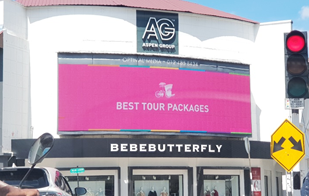 AG
ASPEN GROUP
BEST TOUR PACKAGES
BEBEBUTTERFLY